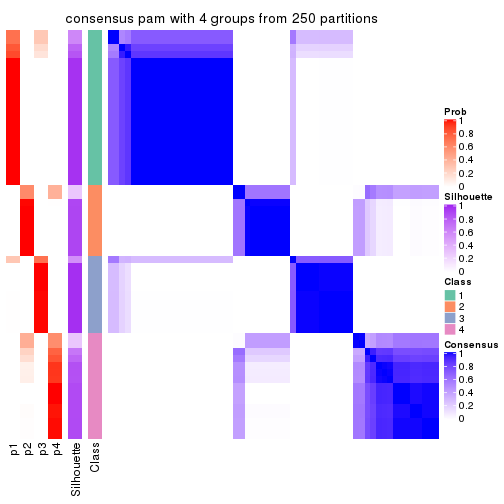 consensus pam with 4 groups from 250 partitions
Prob
1
0.8
0.6
0.4
0.2
0
Silhouette
1
0.8
0.6
0.4
0.2
0
Class
1
2
3
4
Consensus
1
0.8
0.6
0.4
0.2
0
p1
p2
p3
p4
Silhouette
Class